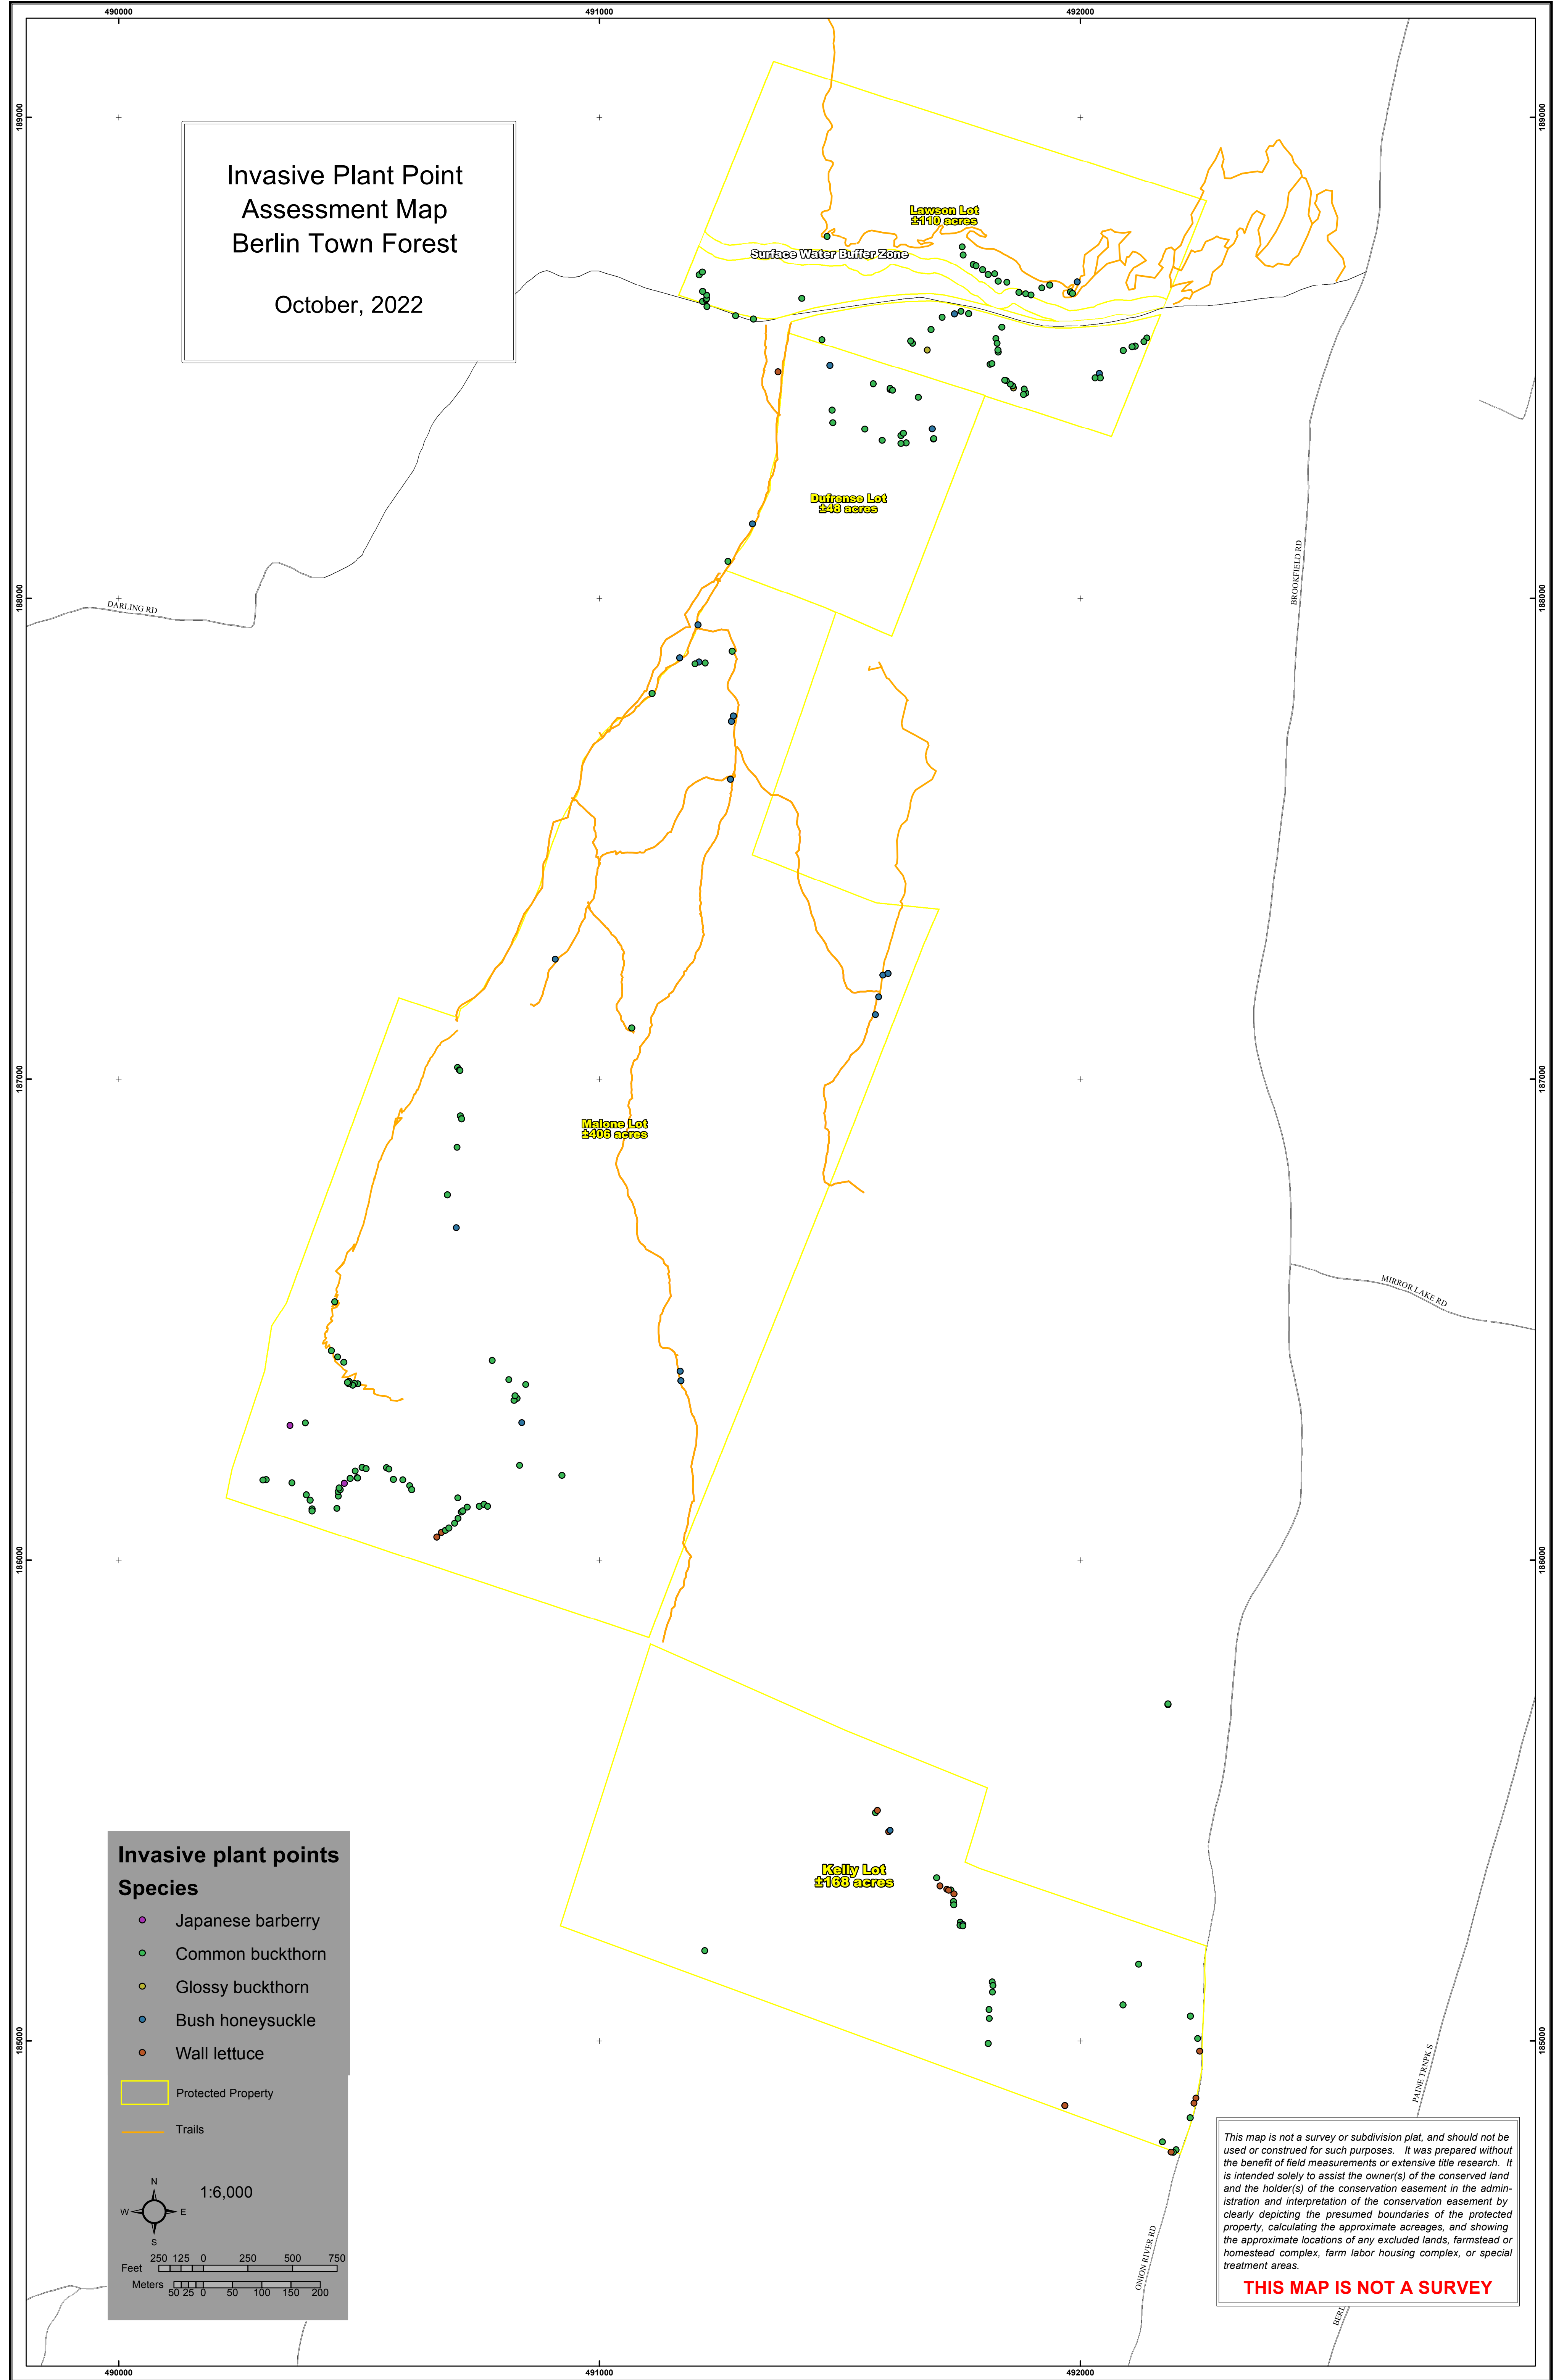 490000
491000
492000
189000
189000
Invasive Plant Point
Assessment Map
Berlin Town Forest
October, 2022
Lawson Lot
±110 acres
Surface Water Buffer Zone
Dufrense Lot
±48 acres
188000
188000
DARLING RD
BROOKFIELD RD
187000
187000
Malone Lot
±406 acres
MIRROR LAKE RD
186000
186000
Kelly Lot
±168 acres
185000
185000
Invasive plant points
Species
Japanese barberry
Common buckthorn
Glossy buckthorn
Bush honeysuckle
Wall lettuce
Protected Property
Trails
N
W
E
S
1:6,000
250 125 0 250 500 750
Feet
Meters
50 25 0 50 100 150 200
PAINE TRNPK S
ONION RIVER RD
BERL
This map is not a survey or subdivision plat, and should not be
used or construed for such purposes. It was prepared without
the benefit of field measurements or extensive title research. It
is intended solely to assist the owner(s) of the conserved land
and the holder(s) of the conservation easement in the admin-
istration and interpretation of the conservation easement by
clearly depicting the presumed boundaries of the protected
property, calculating the approximate acreages, and showing
the approximate locations of any excluded lands, farmstead or
homestead complex, farm labor housing complex, or special
treatment areas.
THIS MAP IS NOT A SURVEY
490000
491000
492000